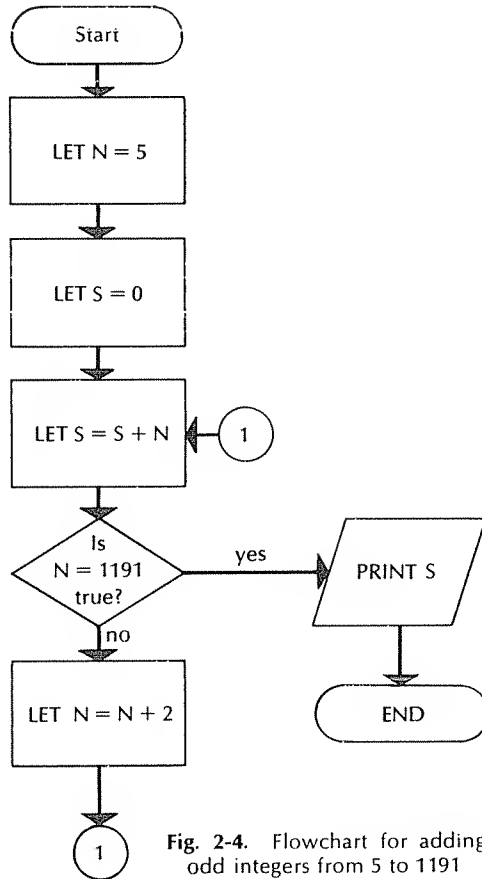 Start
LET N = 5
LET S = 0
LET S = S + N
1
Is
N = 1191
true?
yes
PRINT S
no
LET N = N + 2
END
1
Fig. 2-4. Flowchart for adding
odd integers from 5 to 1191